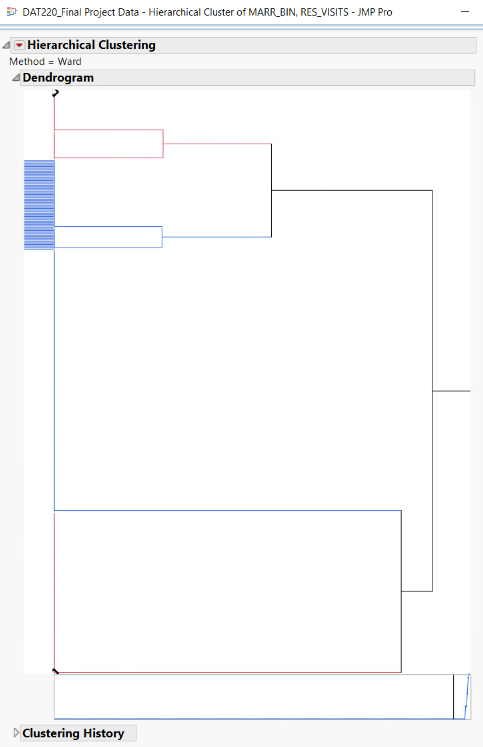 DAT220_Final Project Data - Hierarchical Cluster of MARR_BIN, RES_VISITS - JMP Pro
Hierarchical Clustering
Method = Ward
Dendrogram
Clustering History